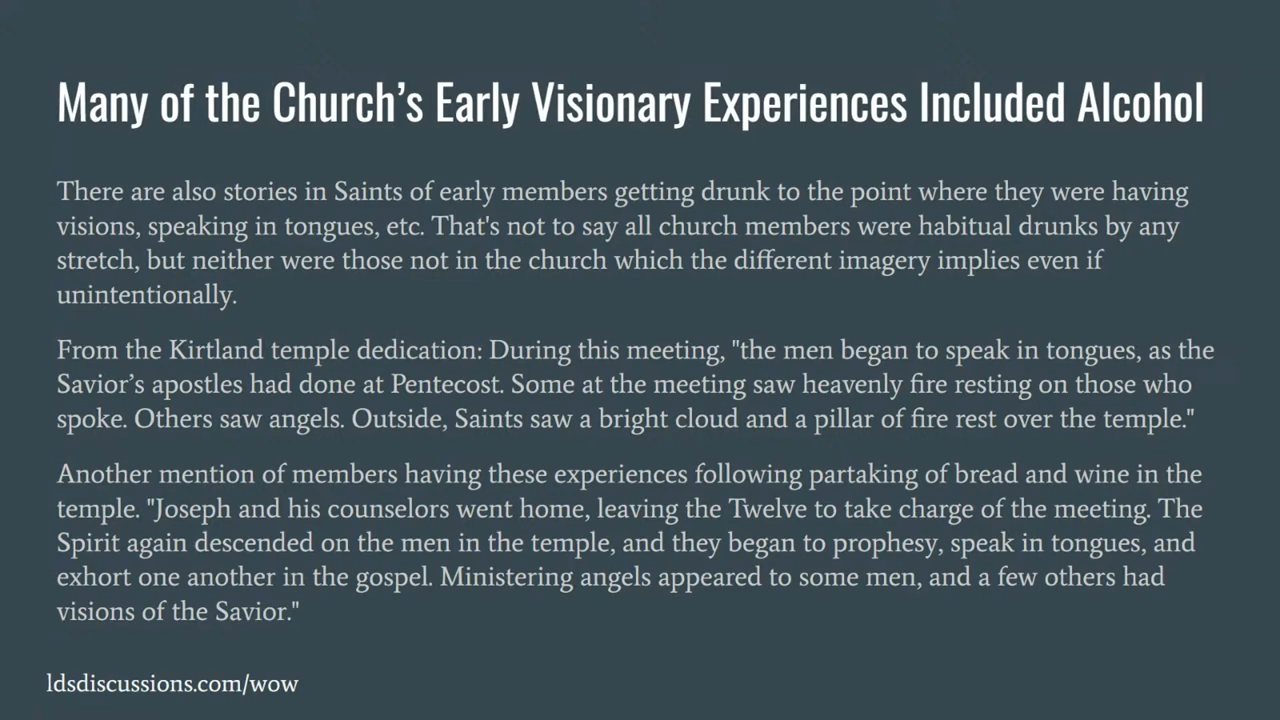 Many of the Church’s Early Visionary Experiences Included Alcohol
There are also stories in Saints of early members getting drunk to the point where they were having
visions, speaking in tongues, etc. That's not to say all church members were habitual drunks by any
stretch, but neither were those not in the church which the different imagery implies even if
unintentionally.
From the Kirtland temple dedication: During this meeting, "the men began to speak in tongues, as the
Savior’s apostles had done at Pentecost. Some at the meeting saw heavenly fire resting on those who
spoke. Others saw angels. Outside, Saints saw a bright cloud and a pillar of fire rest over the temple."
Another mention of members having these experiences following partaking of bread and wine in the
temple. "Joseph and his counselors went home, leaving the Twelve to take charge of the meeting. The
Spirit again descended on the men in the temple, and they began to prophesy, speak in tongues, and
exhort one another in the gospel. Ministering angels appeared to some men, and a few others had
visions of the Savior."
ldsdiscussions.com/wow